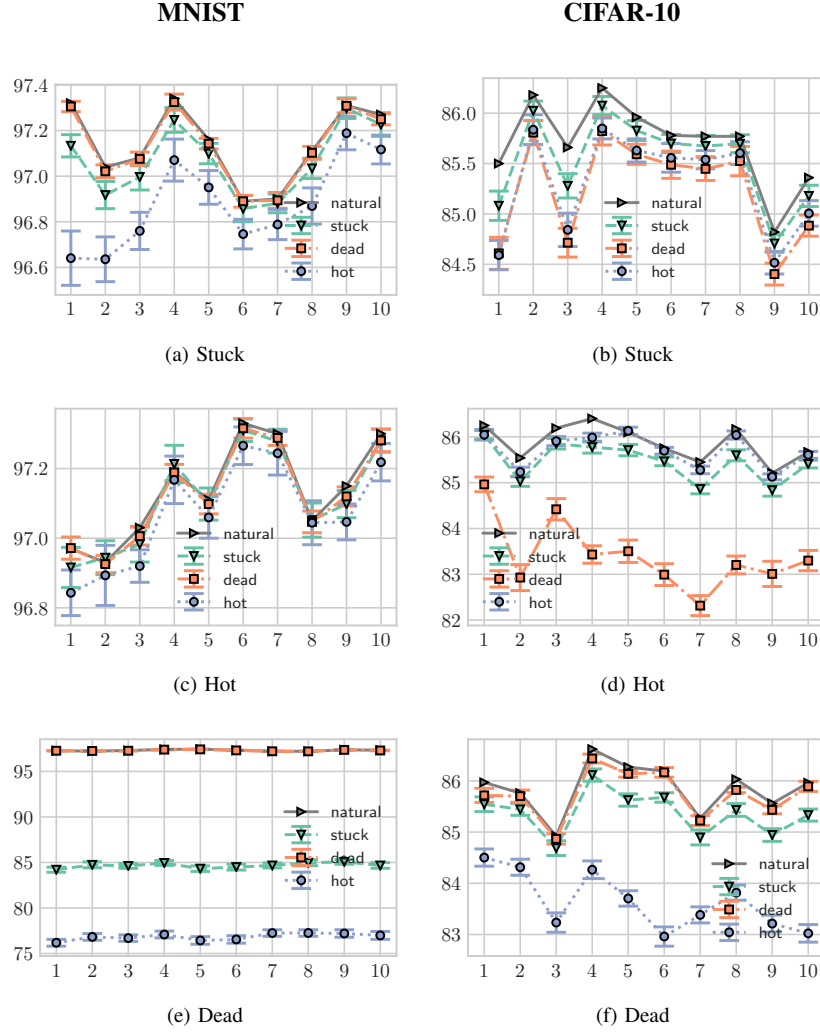 MNIST CIFAR-10
97.4
97.2
97.0
96.8
96.6
natural
stuck
dead
hot
1 2 3 4 5 6 7 8 9 10
(a) Stuck
86.0
85.5
85.0
84.5
natural
stuck
dead
hot
1 2 3 4 5 6 7 8 9 10
(b) Stuck
97.2
97.0
96.8
natural
stuck
dead
hot
1 2 3 4 5 6 7 8 9 10
(c) Hot
86
85
84
83
82
natural
stuck
dead
hot
1 2 3 4 5 6 7 8 9 10
(d) Hot
95
90
85
80
75
natural
stuck
dead
hot
1 2 3 4 5 6 7 8 9 10
(e) Dead
86
85
84
83
natural
stuck
dead
hot
1 2 3 4 5 6 7 8 9 10
(f) Dead